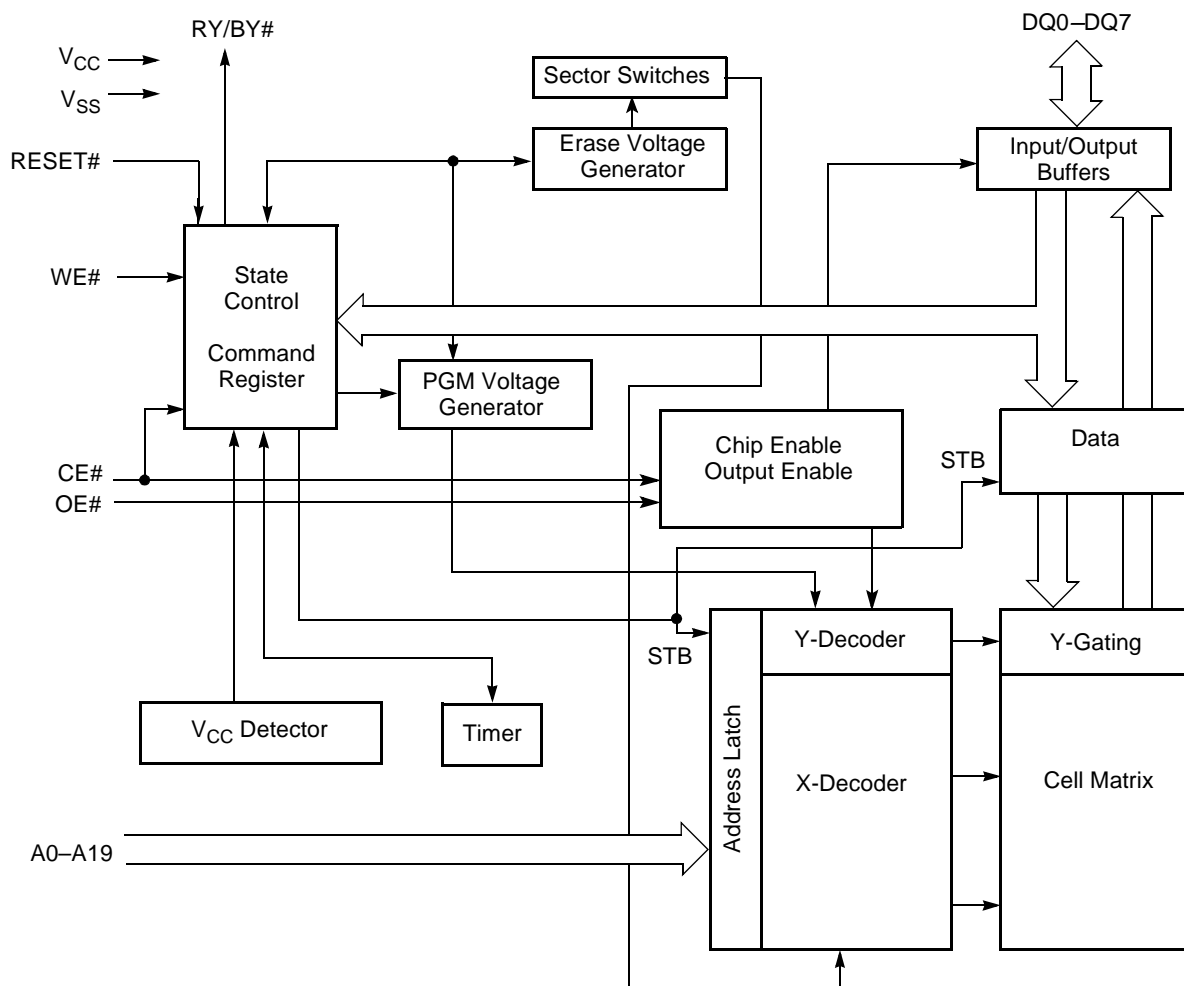 RY/BY#
DQ0–DQ7
VCC
VSS
Sector Switches
Erase Voltage
Generator
Input/Output
Buffers
RESET#
WE#
State
Control
Command
Register
PGM Voltage
Generator
Chip Enable
Output Enable
Data
STB
CE#
OE#
STB
Y-Decoder
Y-Gating
VCC Detector
Timer
Address Latch
X-Decoder
Cell Matrix
A0–A19